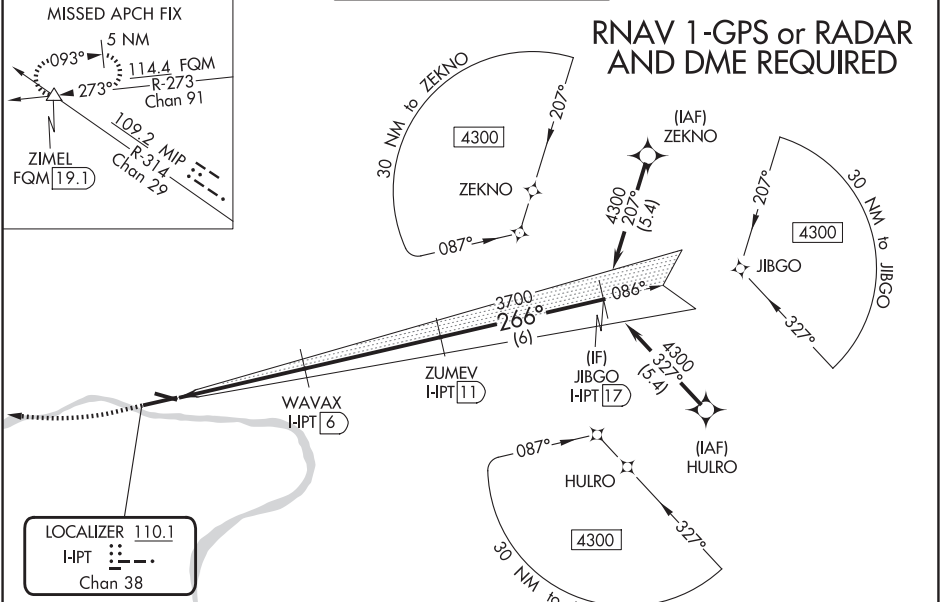 MISSED APCH FIX
5 NM
093°
273°
114.4 FQM
R-273
Chan 91
109.2 MIP
R-314
Chan 29
ZIMEL
FQM 19.1
RNAV 1-GPS or RADAR
AND DME REQUIRED
30 NM to ZEKNO
4300
207°
ZEKNO
087°
(IAF)
ZEKNO
4300
207°
(5.4)
207°
30 NM to JIBGO
4300
JIBGO
327°
3700
266°
(6)
086°
(IF)
JIBGO
I-IPT 17
ZUMEV
I-IPT 11
WAVAX
I-IPT 6
4300
327°
(5.4)
(IAF)
HULRO
087°
HULRO
327°
4300
30 NM to
LOCALIZER 110.1
I-IPT
Chan 38